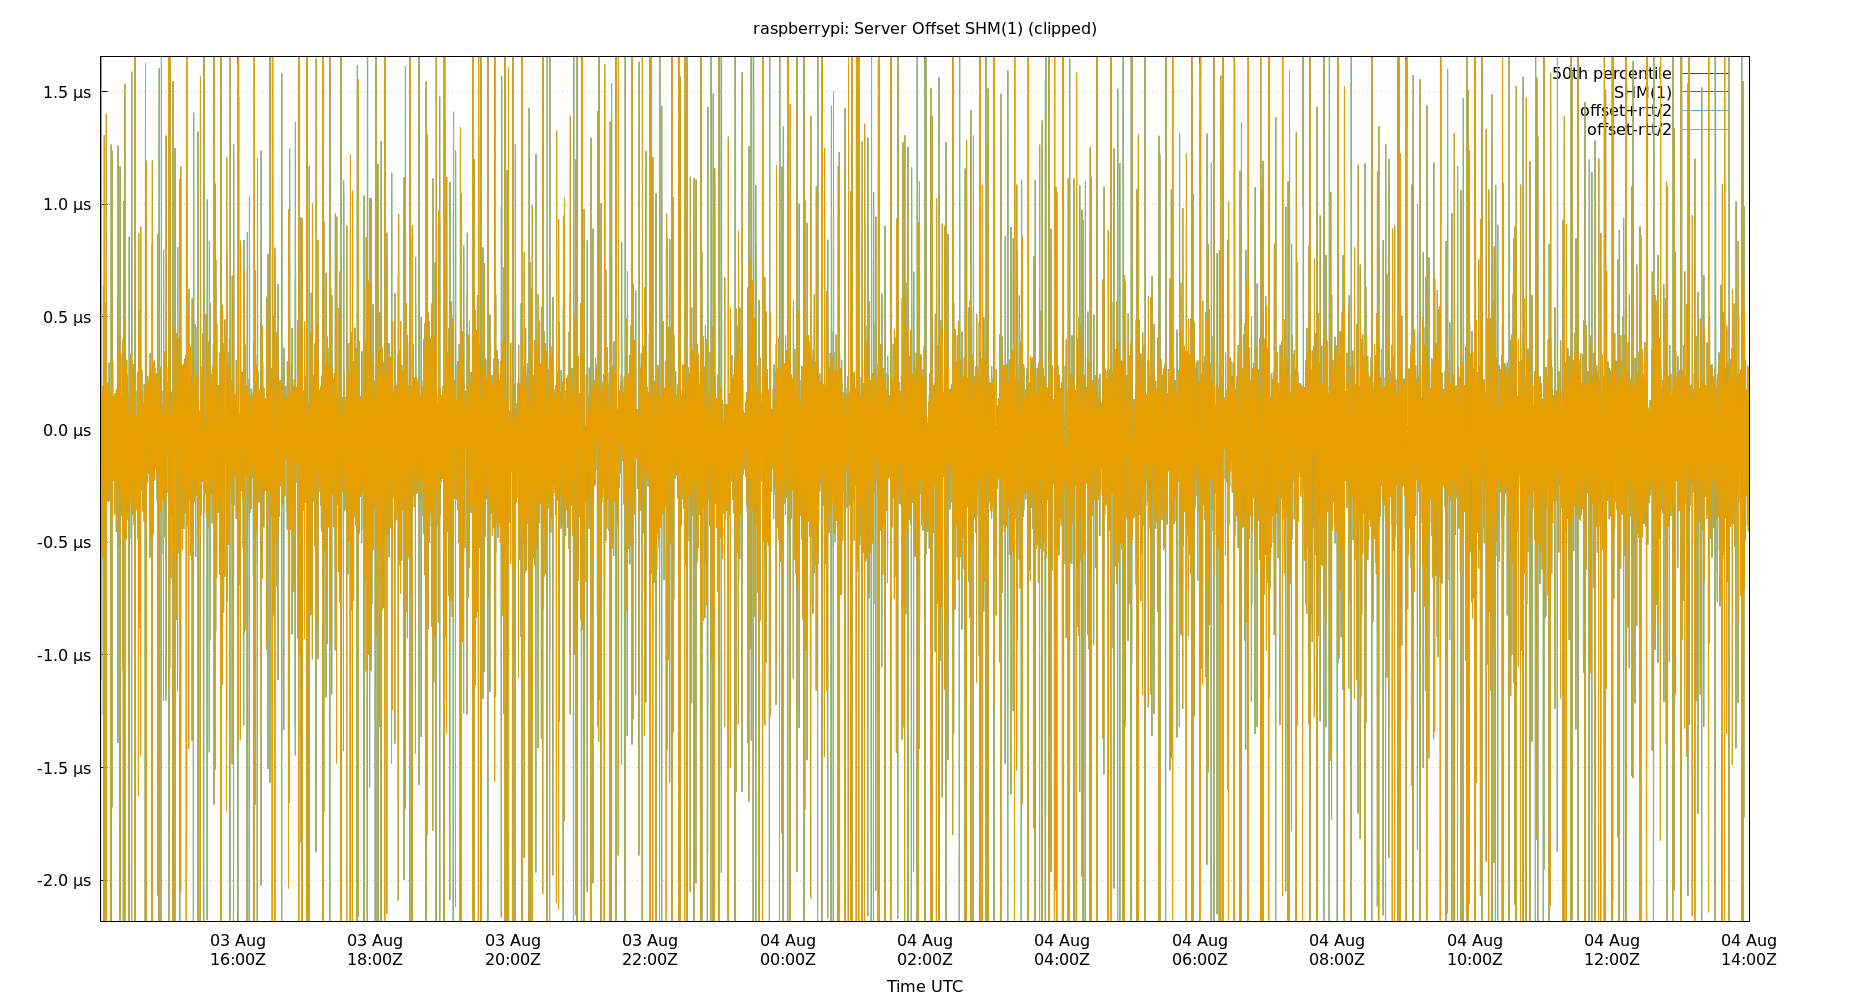 raspberrypi: Server Offset SHM(1) (clipped)
50th percentile
SHM(1)
offset+rtt/2
offset-rtt/2
1.5 µs
1.0 µs
0.5 µs
0.0 µs
-0.5 µs
-1.0 µs
-1.5 µs
-2.0 µs
03 Aug 03 Aug 03 Aug 03 Aug 04 Aug 04 Aug 04 Aug 04 Aug 04 Aug 04 Aug 04 Aug 04 Aug
16:00Z 18:00Z 20:00Z 22:00Z 00:00Z 02:00Z 04:00Z 06:00Z 08:00Z 10:00Z 12:00Z 14:00Z
Time UTC